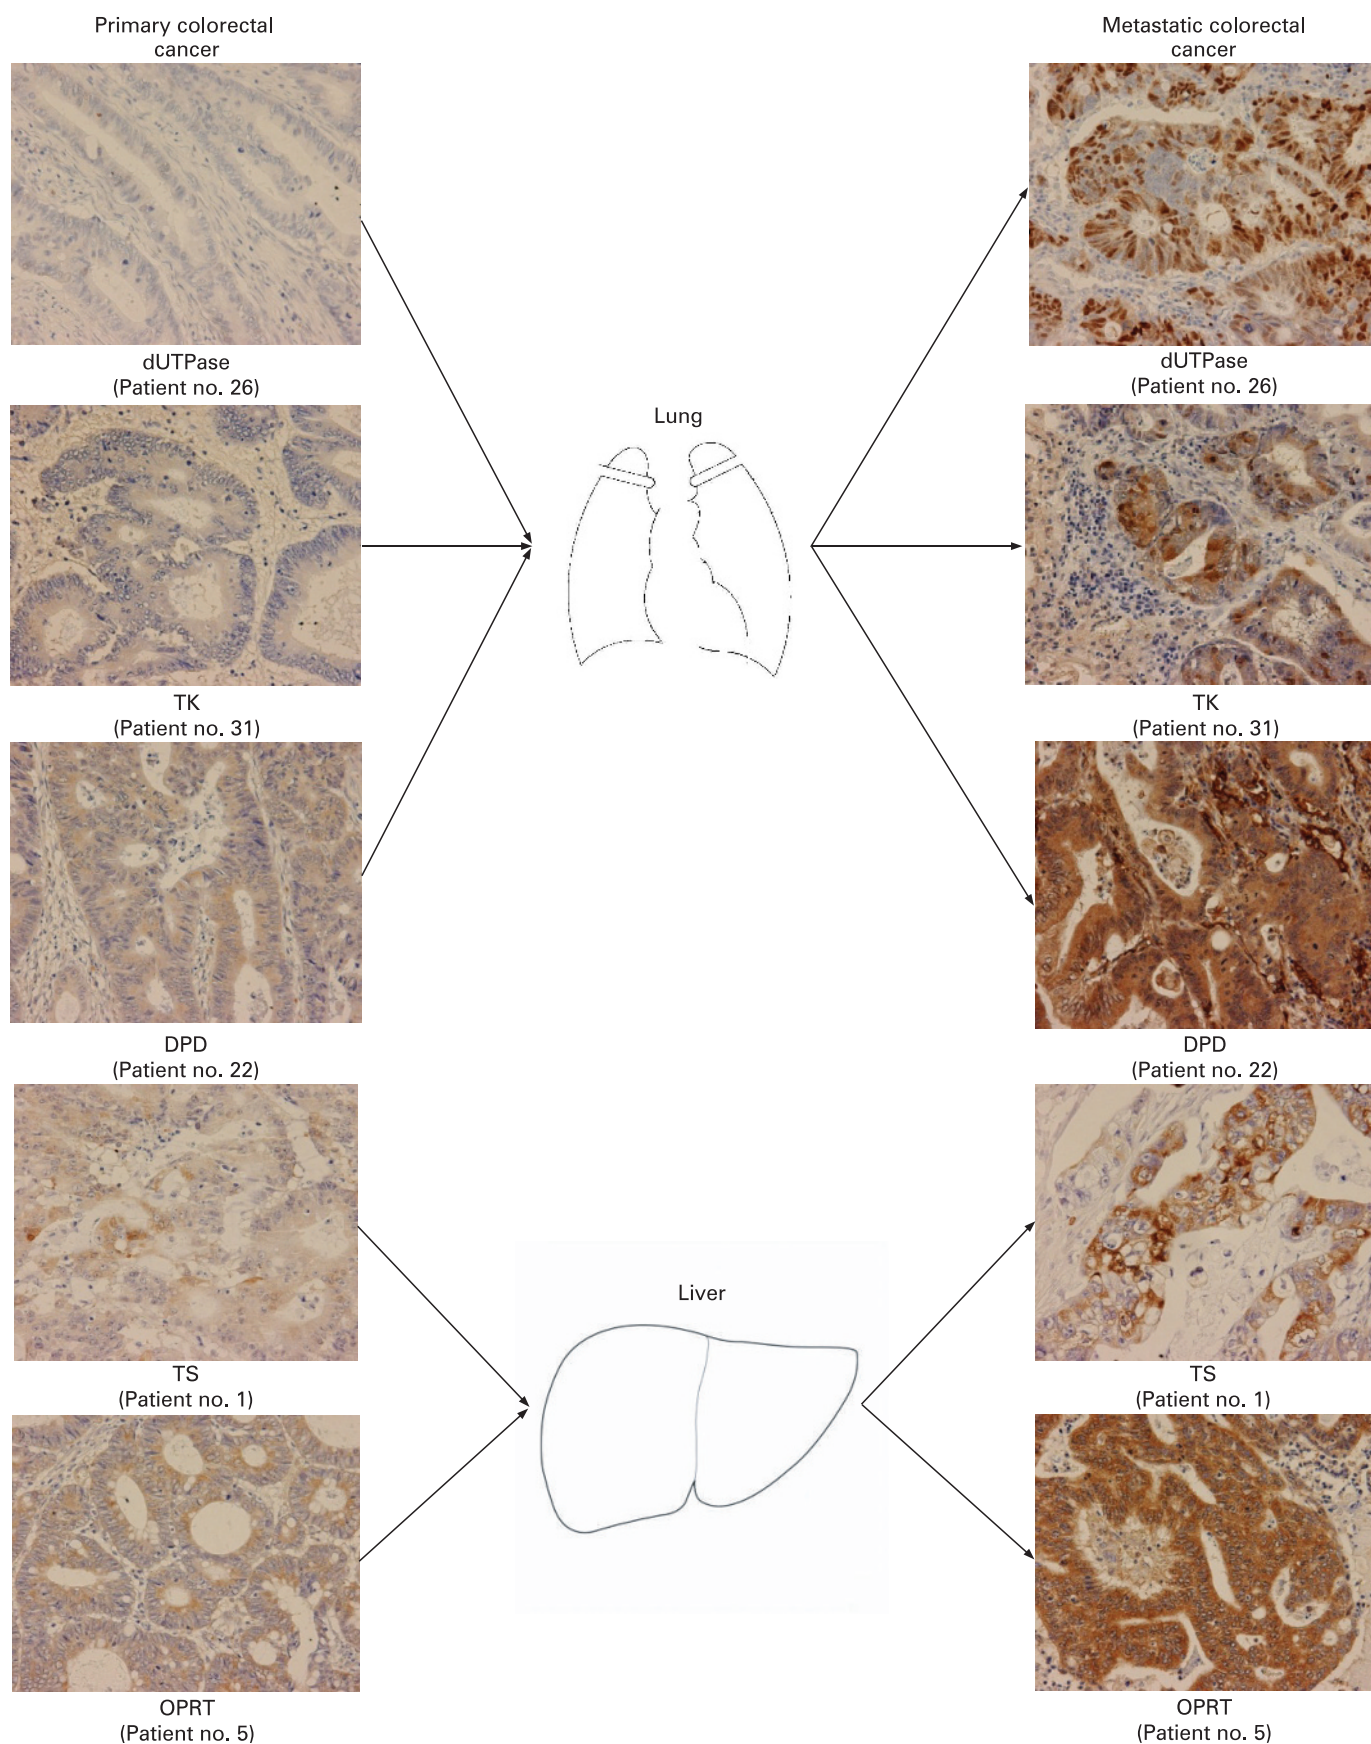 Primary colorectal
cancer
Metastatic colorectal
cancer
dUTPase
(Patient no. 26)
dUTPase
(Patient no. 26)
Lung
TK
(Patient no. 31)
TK
(Patient no. 31)
DPD
(Patient no. 22)
DPD
(Patient no. 22)
Liver
TS
(Patient no. 1)
TS
(Patient no. 1)
OPRT
(Patient no. 5)
OPRT
(Patient no. 5)